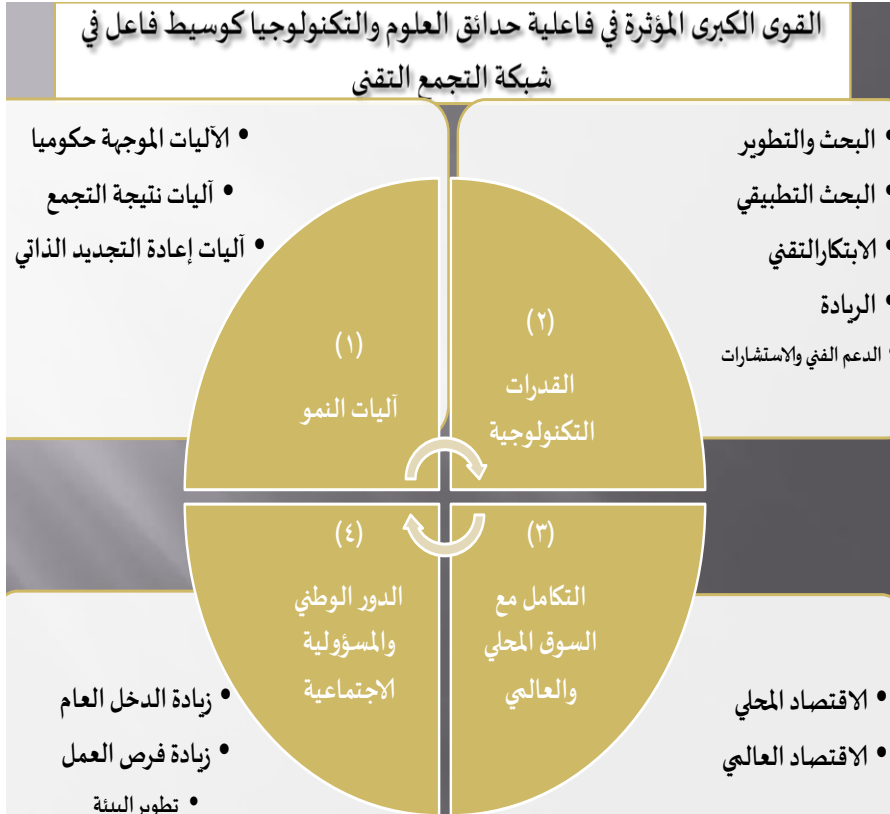 القوى الكبرى المؤثرة في فاعلية حدائق العلوم والتكنولوجيا كوسيط فاعل في
شبكة التجمع التقني
• البحث والتطوير
• البحث التطبيقي
• الابتكارالتقني
• الريادة
• الدعم الفني والاستشارات
• الآليات الموجهة حكوميا
• آليات نتيجة التجمع
• آليات إعادة التجديد الذاتي
(٢)
القدرات
التكنولوجية
(١)
آليات النمو
(٣)
التكامل مع
السوق المحلي
والعالمي
(٤)
الدور الوطني
والمسؤولية
الاجتماعية
• الاقتصاد المحلي
• الاقتصاد العالمي
• زيادة الدخل العام
• زيادة فرص العمل
• تطوير البيئة